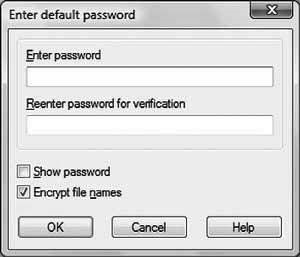 Enter default password
Enter password
Reenter password for verification
Show password
Encrypt file names
OK Cancel Help